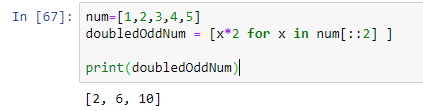 In [67]: num=[1,2,3,4,5]
doubledOddNum = [x*2 for x in num[::2] ]
print(doubledOddNum)
[2, 6, 10]